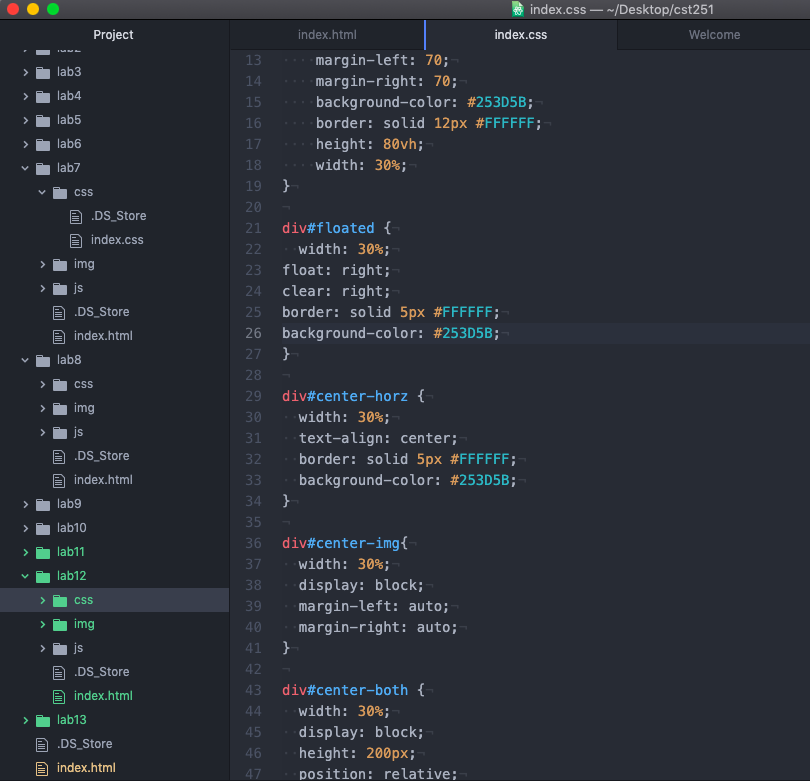 index.css — ~/Desktop/cst251
Project
lab2
lab3
lab4
lab5
lab6
lab7
css
.DS_Store
index.css
img
js
.DS_Store
index.html
lab8
css
img
js
.DS_Store
index.html
lab9
lab10
lab11
lab12
css
img
js
.DS_Store
index.html
lab13
.DS_Store
index.html
index.html index.css Welcome
13 margin-left: 70;
14 margin-right: 70;
15 background-color: #253D5B;
16 border: solid 12px #FFFFFF;
17 height: 80vh;
18 width: 30%;
19 }
20
21 div#floated {
22 width: 30%;
23 float: right;
24 clear: right;
25 border: solid 5px #FFFFFF;
26 background-color: #253D5B;
27 }
28
29 div#center-horz {
30 width: 30%;
31 text-align: center;
32 border: solid 5px #FFFFFF;
33 background-color: #253D5B;
34 }
35
36 div#center-img{
37 width: 30%;
38 display: block;
39 margin-left: auto;
40 margin-right: auto;
41 }
42
43 div#center-both {
44 width: 30%;
45 display: block;
46 height: 200px;
47 position: relative;